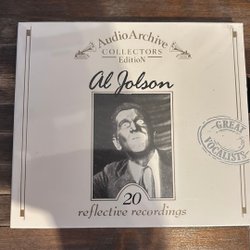 AudioArchive
COLLECTORS
EditioN
Al Jolson
GREAT
VOCALISTS
20
reflective recordings